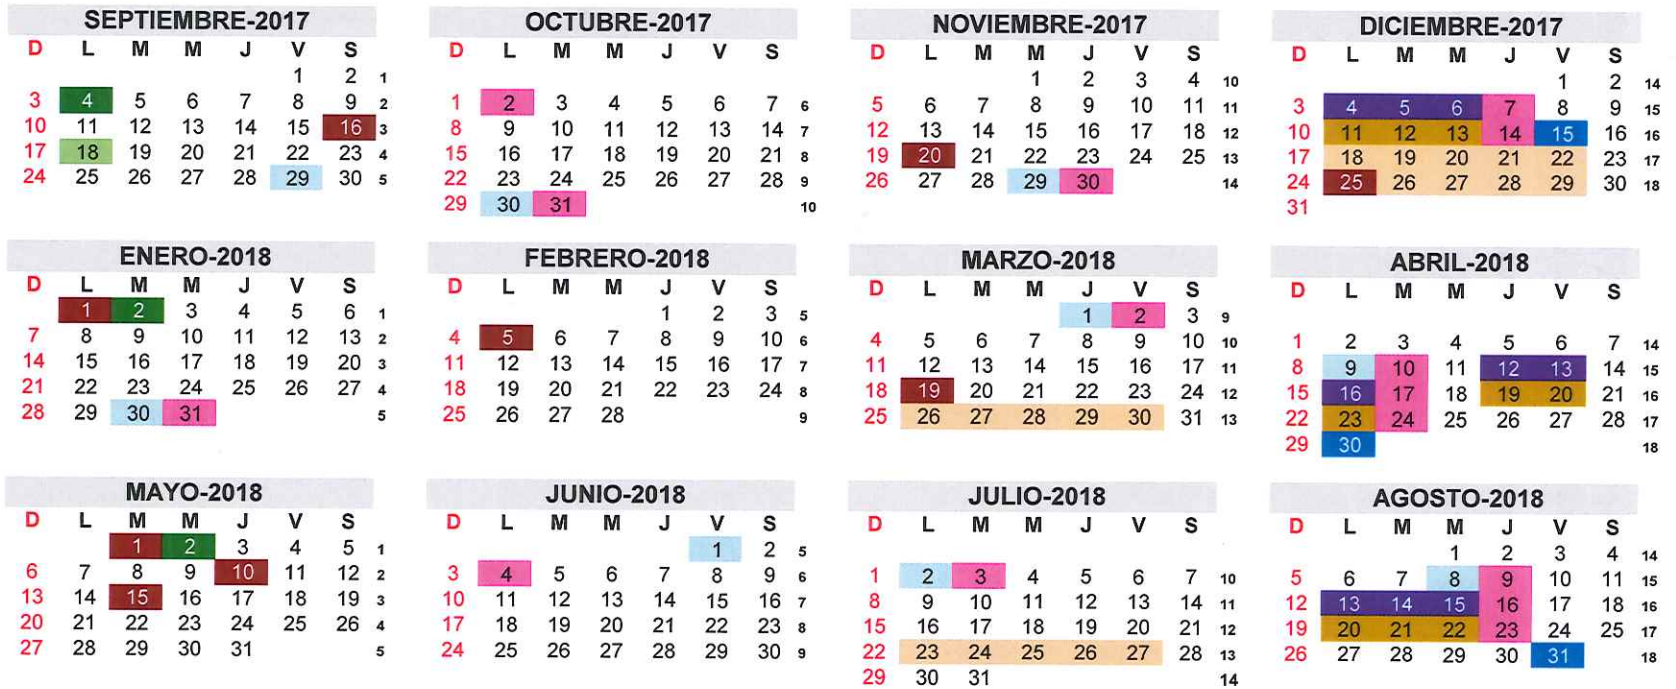 SEPTIEMBRE-2017
D L M M J V S
1 2 1
3 4 5 6 7 8 9 2
10 11 12 13 14 15 16 3
17 18 19 20 21 22 23 4
24 25 26 27 28 29 30 5
OCTUBRE-2017
D L M M J V S
1 2 3 4 5 6 7 6
8 9 10 11 12 13 14 7
15 16 17 18 19 20 21 8
22 23 24 25 26 27 28 9
29 30 31 10
NOVIEMBRE-2017
D L M M J V S
1 2 3 4 10
5 6 7 8 9 10 11 11
12 13 14 15 16 17 18 12
19 20 21 22 23 24 25 13
26 27 28 29 30 14
DICIEMBRE-2017
D L M M J V S
1 2 14
3 4 5 6 7 8 9 15
10 11 12 13 14 15 16 16
17 18 19 20 21 22 23 17
24 25 26 27 28 29 30 18
31
ENERO-2018
D L M M J V S
1 2 3 4 5 6 1
7 8 9 10 11 12 13 2
14 15 16 17 18 19 20 3
21 22 23 24 25 26 27 4
28 29 30 31 5
FEBRERO-2018
D L M M J V S
1 2 3 5
4 5 6 7 8 9 10 6
11 12 13 14 15 16 17 7
18 19 20 21 22 23 24 8
25 26 27 28 9
MARZO-2018
D L M M J V S
1 2 3 9
4 5 6 7 8 9 10 10
11 12 13 14 15 16 17 11
18 19 20 21 22 23 24 12
25 26 27 28 29 30 31 13
ABRIL-2018
D L M M J V S
1 2 3 4 5 6 7 14
8 9 10 11 12 13 14 15
15 16 17 18 19 20 21 16
22 23 24 25 26 27 28 17
29 30 18
MAYO-2018
D L M M J V S
1 2 3 4 5 1
6 7 8 9 10 11 12 2
13 14 15 16 17 18 19 3
20 21 22 23 24 25 26 4
27 28 29 30 31 5
JUNIO-2018
D L M M J V S
1 2 5
3 4 5 6 7 8 9 6
10 11 12 13 14 15 16 7
17 18 19 20 21 22 23 8
24 25 26 27 28 29 30 9
JULIO-2018
D L M M J V S
1 2 3 4 5 6 7 10
8 9 10 11 12 13 14 11
15 16 17 18 19 20 21 12
22 23 24 25 26 27 28 13
29 30 31 14
AGOSTO-2018
D L M M J V S
1 2 3 4 14
5 6 7 8 9 10 11 15
12 13 14 15 16 17 18 16
19 20 21 22 23 24 25 17
26 27 28 29 30 31 18